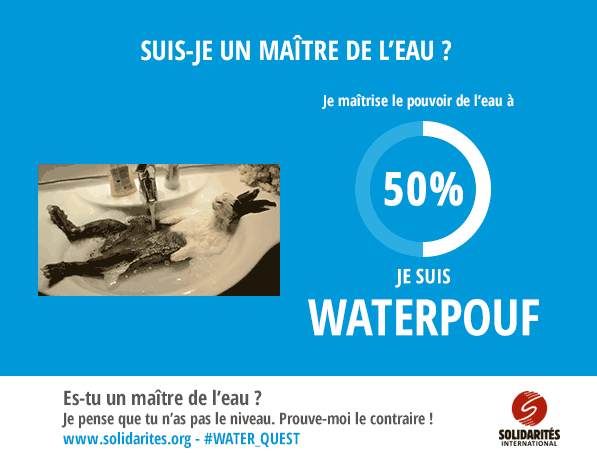 SUIS-JE UN MAÎTRE DE L'EAU ?
Je maîtrise le pouvoir de l'eau à
50%
JE SUIS
WATERPOUF
Es-tu un maître de l'eau ?
Je pense que tu n'as pas le niveau. Prouve-moi le contraire !
www.solidarites.org - #WATER_QUEST
SOLIDARITÉS
INTERNATIONAL